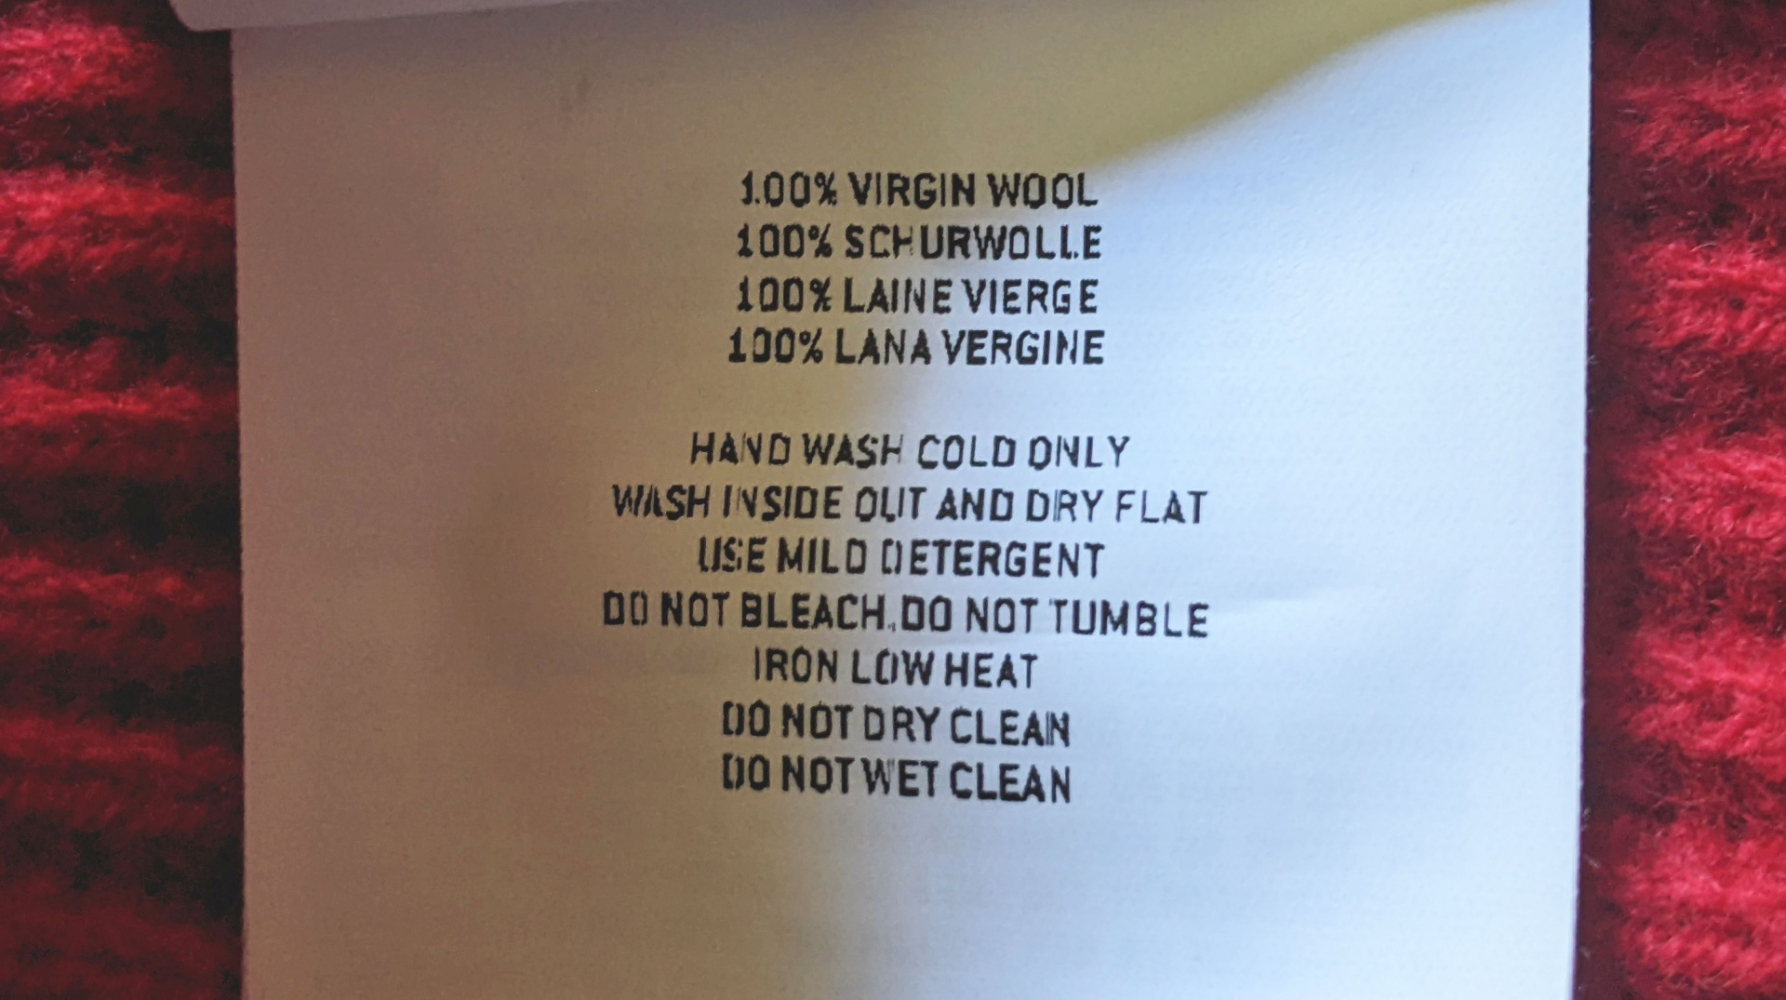 100% VIRGIN WOOL
100% SCHURWOLLE
100% LAINE VIERGE
100% LANA VERGINE
HAND WASH COLD ONLY
WASH INSIDE OUT AND DRY FLAT
USE MILD DETERGENT
DO NOT BLEACH.DO NOT TUMBLE
IRON LOW HEAT
DO NOT DRY CLEAN
DO NOT WET CLEAN